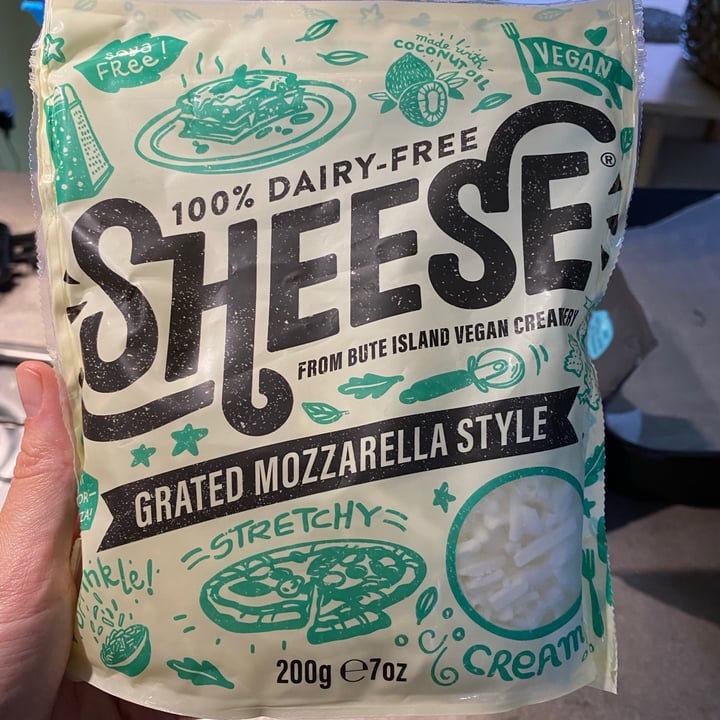 soya
FREE!
made with
COCONUT OIL
VEGAN
100% DAIRY-FREE
SHEESE®
FROM BUTE ISLAND VEGAN CREAMERY
GRATED MOZZARELLA STYLE
STRETCHY
200g e 7oz
CREAM